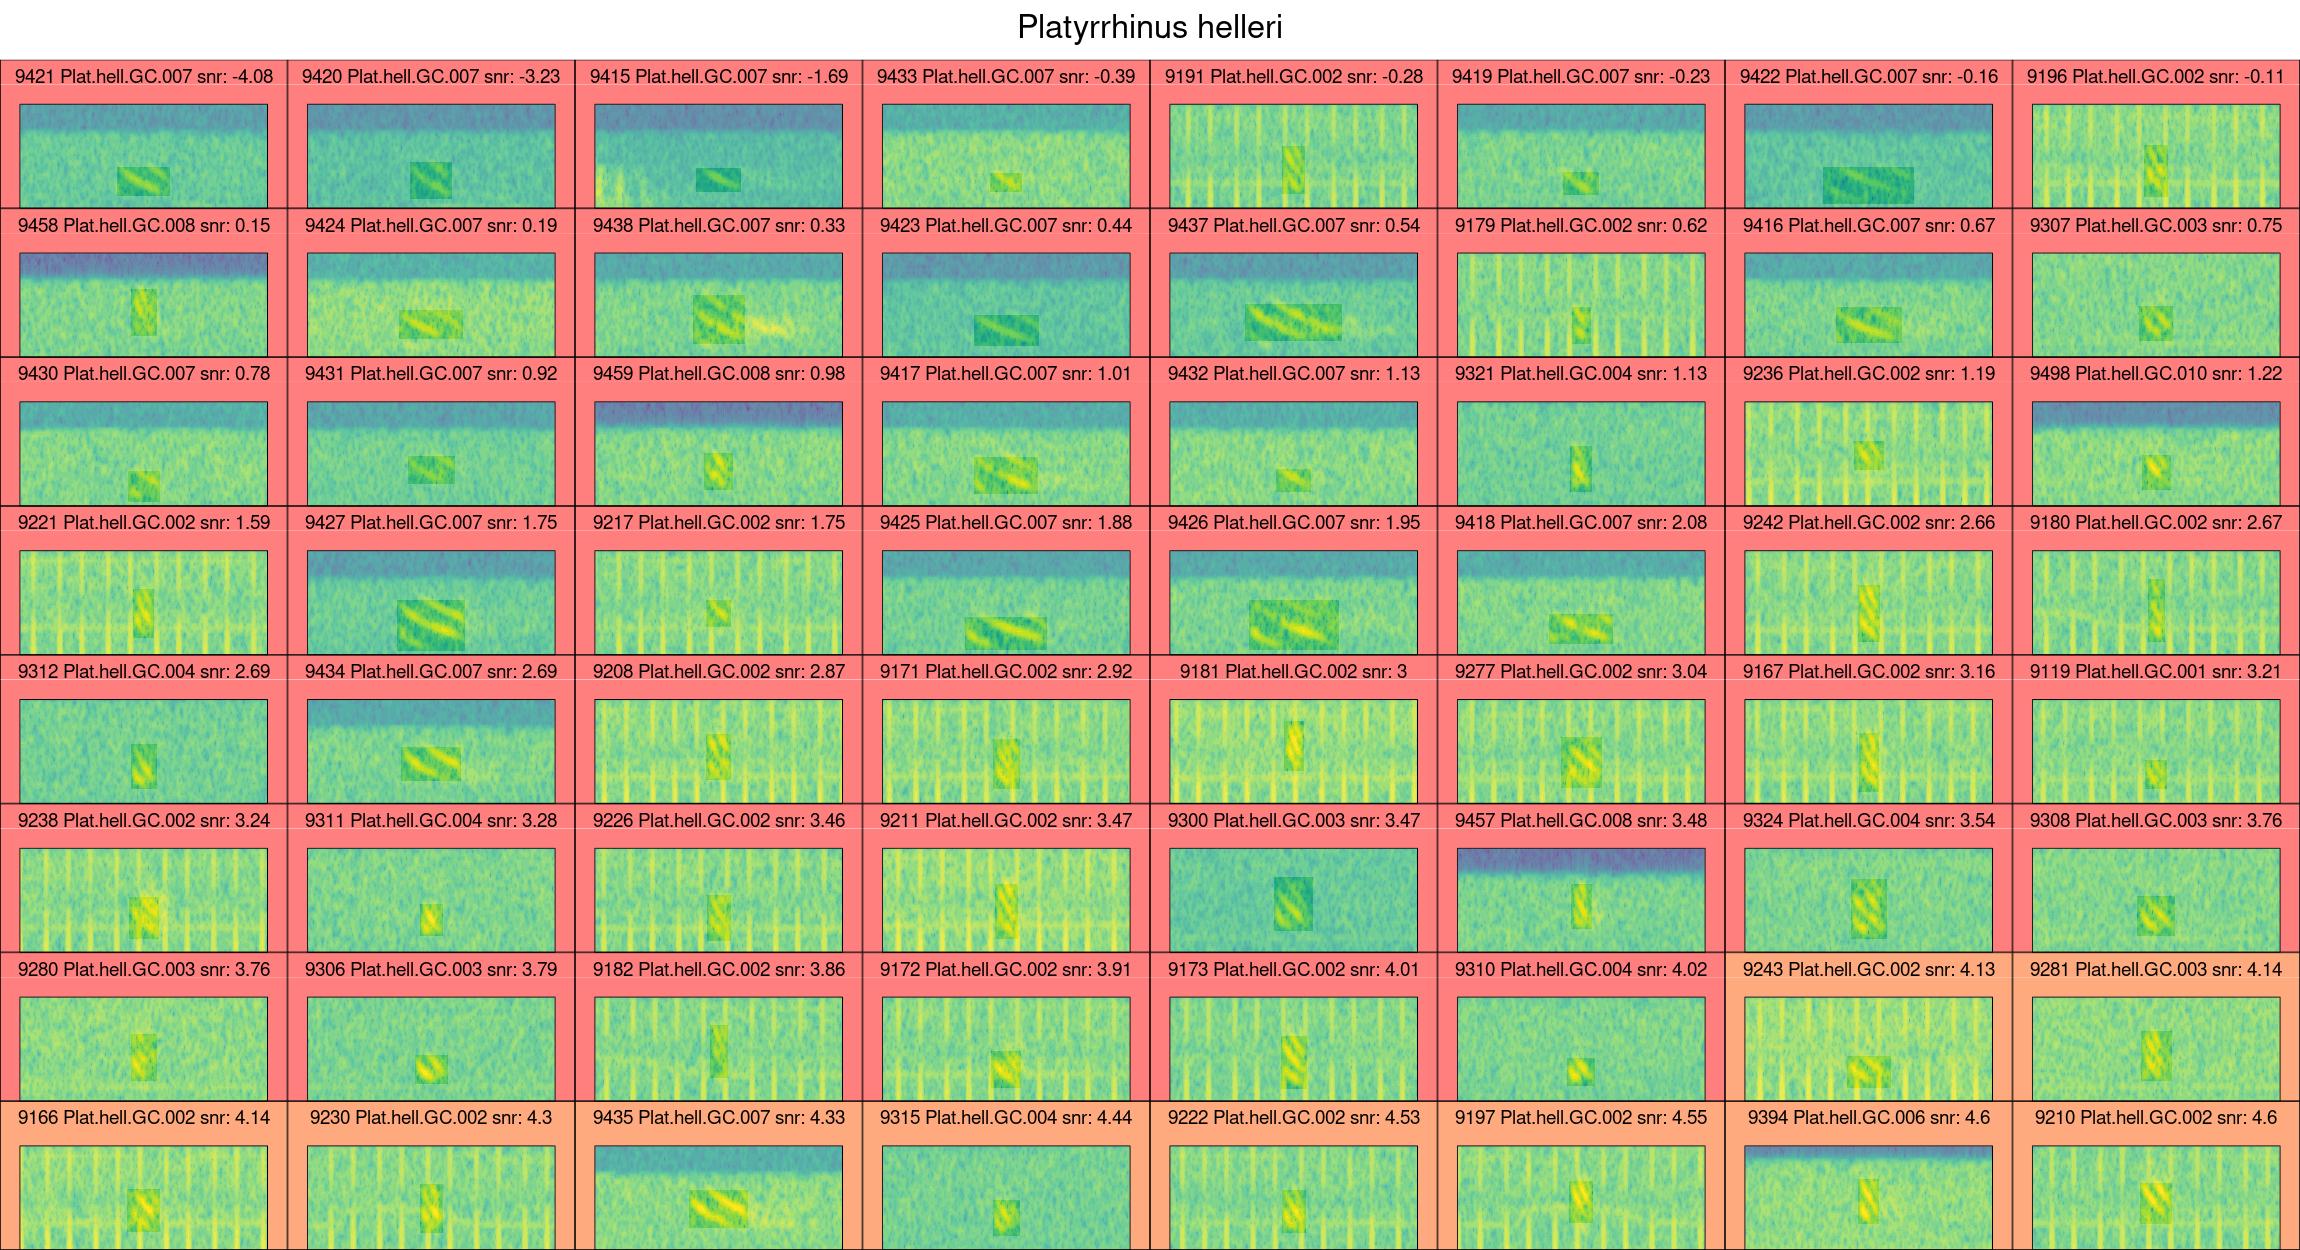 Platyrrhinus helleri
9421 Plat.hell.GC.007 snr: -4.08
9420 Plat.hell.GC.007 snr: -3.23
9415 Plat.hell.GC.007 snr: -1.69
9433 Plat.hell.GC.007 snr: -0.39
9191 Plat.hell.GC.002 snr: -0.28
9419 Plat.hell.GC.007 snr: -0.23
9422 Plat.hell.GC.007 snr: -0.16
9196 Plat.hell.GC.002 snr: -0.11
9458 Plat.hell.GC.008 snr: 0.15
9424 Plat.hell.GC.007 snr: 0.19
9438 Plat.hell.GC.007 snr: 0.33
9423 Plat.hell.GC.007 snr: 0.44
9437 Plat.hell.GC.007 snr: 0.54
9179 Plat.hell.GC.002 snr: 0.62
9416 Plat.hell.GC.007 snr: 0.67
9307 Plat.hell.GC.003 snr: 0.75
9430 Plat.hell.GC.007 snr: 0.78
9431 Plat.hell.GC.007 snr: 0.92
9459 Plat.hell.GC.008 snr: 0.98
9417 Plat.hell.GC.007 snr: 1.01
9432 Plat.hell.GC.007 snr: 1.13
9321 Plat.hell.GC.004 snr: 1.13
9236 Plat.hell.GC.002 snr: 1.19
9498 Plat.hell.GC.010 snr: 1.22
9221 Plat.hell.GC.002 snr: 1.59
9427 Plat.hell.GC.007 snr: 1.75
9217 Plat.hell.GC.002 snr: 1.75
9425 Plat.hell.GC.007 snr: 1.88
9426 Plat.hell.GC.007 snr: 1.95
9418 Plat.hell.GC.007 snr: 2.08
9242 Plat.hell.GC.002 snr: 2.66
9180 Plat.hell.GC.002 snr: 2.67
9312 Plat.hell.GC.004 snr: 2.69
9434 Plat.hell.GC.007 snr: 2.69
9208 Plat.hell.GC.002 snr: 2.87
9171 Plat.hell.GC.002 snr: 2.92
9181 Plat.hell.GC.002 snr: 3
9277 Plat.hell.GC.002 snr: 3.04
9167 Plat.hell.GC.002 snr: 3.16
9119 Plat.hell.GC.001 snr: 3.21
9238 Plat.hell.GC.002 snr: 3.24
9311 Plat.hell.GC.004 snr: 3.28
9226 Plat.hell.GC.002 snr: 3.46
9211 Plat.hell.GC.002 snr: 3.47
9300 Plat.hell.GC.003 snr: 3.47
9457 Plat.hell.GC.008 snr: 3.48
9324 Plat.hell.GC.004 snr: 3.54
9308 Plat.hell.GC.003 snr: 3.76
9280 Plat.hell.GC.003 snr: 3.76
9306 Plat.hell.GC.003 snr: 3.79
9182 Plat.hell.GC.002 snr: 3.86
9172 Plat.hell.GC.002 snr: 3.91
9173 Plat.hell.GC.002 snr: 4.01
9310 Plat.hell.GC.004 snr: 4.02
9243 Plat.hell.GC.002 snr: 4.13
9281 Plat.hell.GC.003 snr: 4.14
9166 Plat.hell.GC.002 snr: 4.14
9230 Plat.hell.GC.002 snr: 4.3
9435 Plat.hell.GC.007 snr: 4.33
9315 Plat.hell.GC.004 snr: 4.44
9222 Plat.hell.GC.002 snr: 4.53
9197 Plat.hell.GC.002 snr: 4.55
9394 Plat.hell.GC.006 snr: 4.6
9210 Plat.hell.GC.002 snr: 4.6